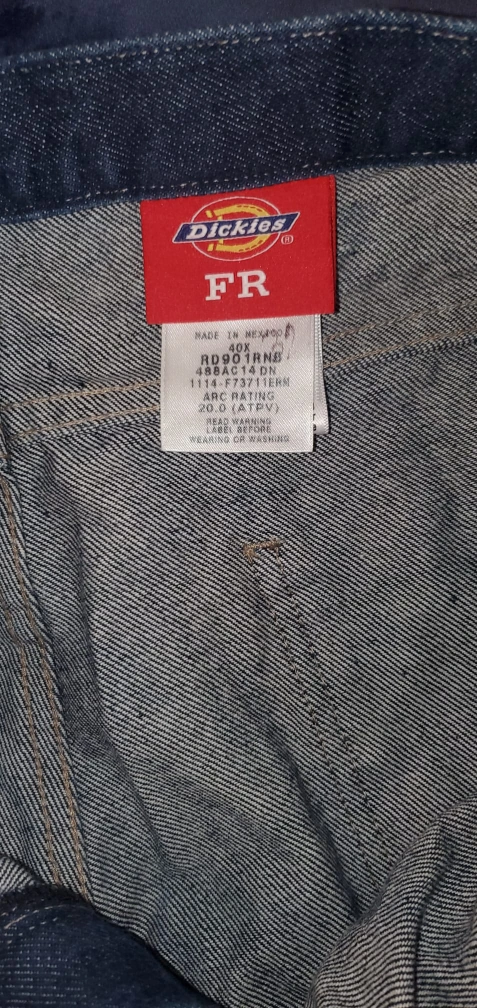 Dickies
®
FR
MADE IN MEXICO
40X
RD901RNB
488AC14 DN
1114-F73711ERM
ARC RATING
20.0 (ATPV)
READ WARNING
LABEL BEFORE
WEARING OR WASHING